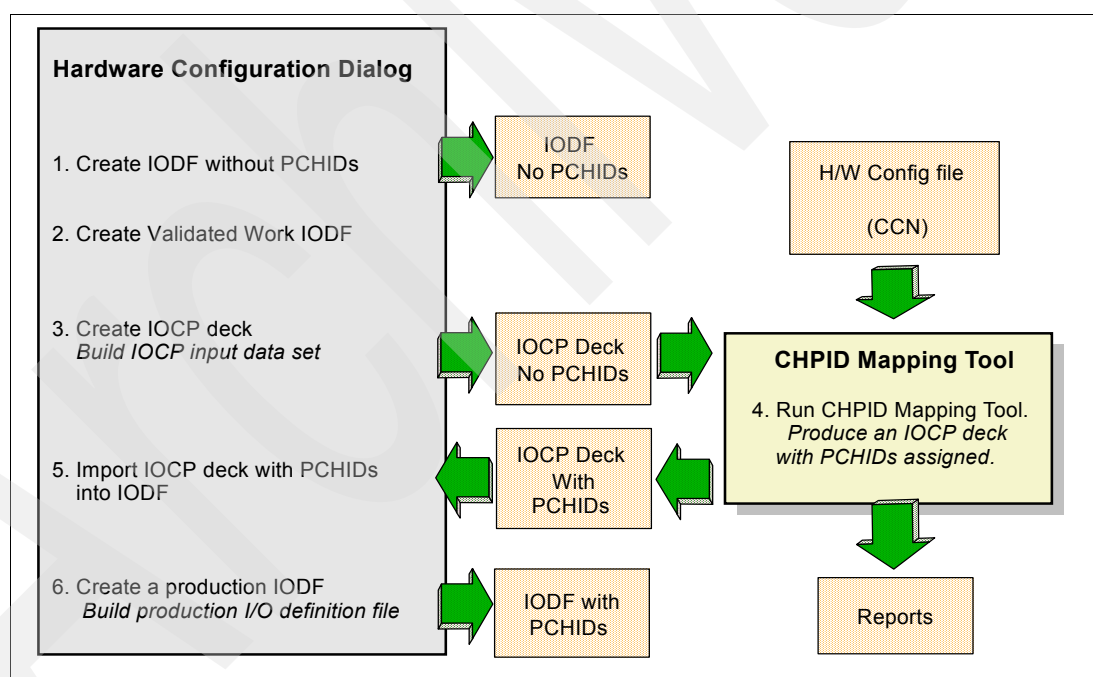 Hardware Configuration Dialog
1. Create IODF without PCHIDs
2. Create Validated Work IODF
3. Create IOCP deck
Build IOCP input data set
5. Import IOCP deck with PCHIDs
into IODF
6. Create a production IODF
Build production I/O definition file
IODF
No PCHIDs
IOCP Deck
No PCHIDs
IOCP Deck
With
PCHIDs
IODF with
PCHIDs
H/W Config file
(CCN)
CHPID Mapping Tool
4. Run CHPID Mapping Tool.
Produce an IOCP deck
with PCHIDs assigned.
Reports